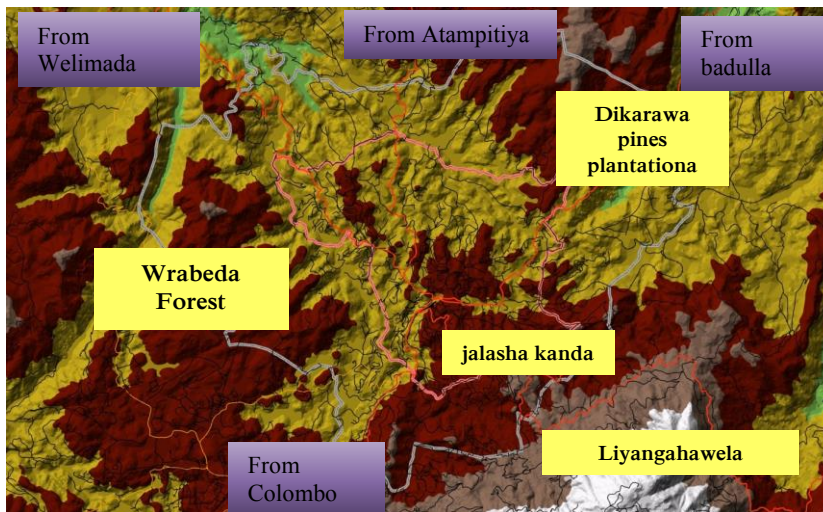 From
Welimada
From Atampitiya
From
badulla
Dikarawa
pines
plantationa
Wrabeda
Forest
jalasha kanda
Liyangahawela
From
Colombo